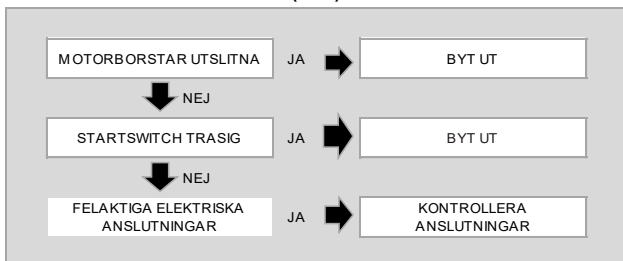 MOTORBORSTAR UTSLITNA JA BYT UT
NEJ
STARTSWITCH TRASIG JA BYT UT
NEJ
FELAKTIGA ELEKTRISKA
ANSLUTNINGAR
JA
KONTROLLERA
ANSLUTNINGAR